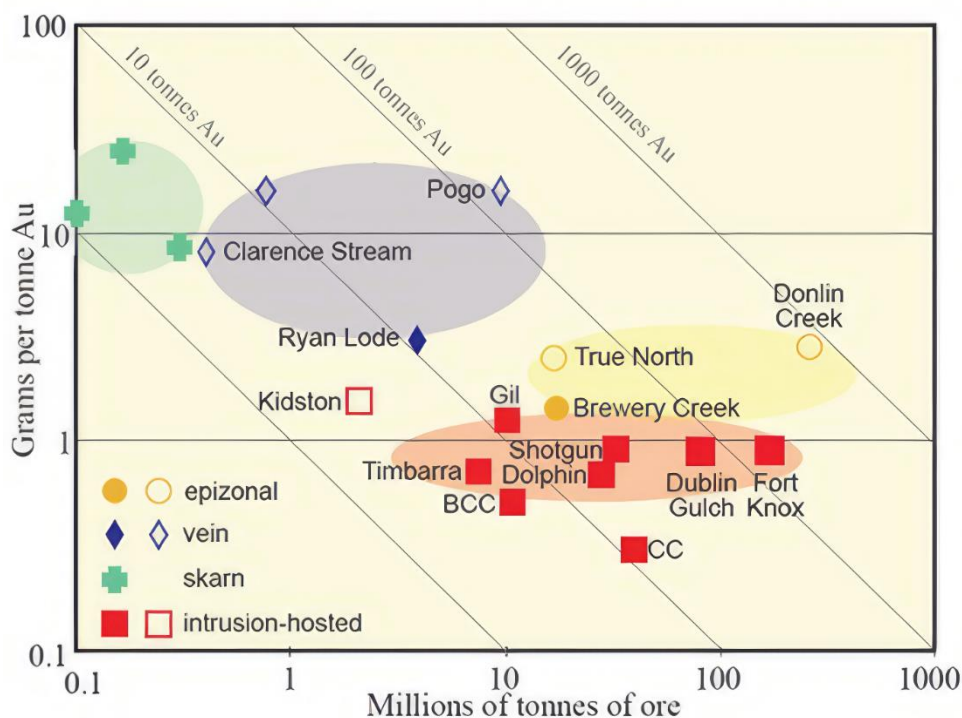 100
10 tonnes Au
100 tonnes Au
1000 tonnes Au
Pogo
10
Clarence Stream
Donlin
Creek
Ryan Lode
True North
Kidston
Gil
Brewery Creek
1
Shotgun
Timbarra
Dolphin
BCC
Dublin
Gulch
Fort
Knox
CC
epizonal
vein
skarn
intrusion-hosted
0.1
0.1
1
10
100
1000
Grams per tonne Au
Millions of tonnes of ore